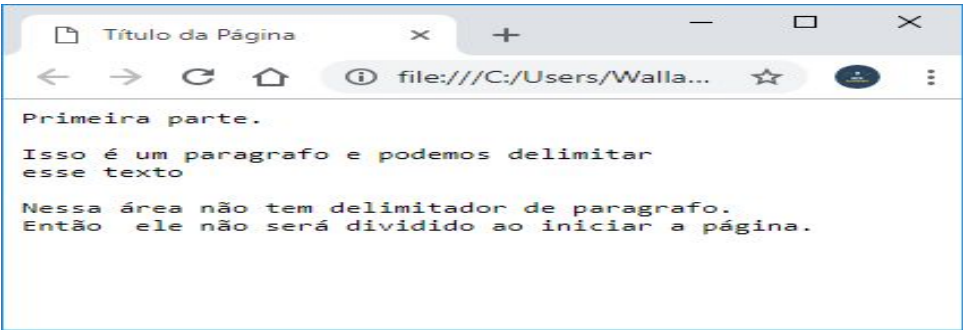 Título da Página
file:///C:/Users/Walla...
Primeira parte.
Isso é um paragrafo e podemos delimitar
esse texto
Nessa área não tem delimitador de paragrafo.
Então  ele não será dividido ao iniciar a página.